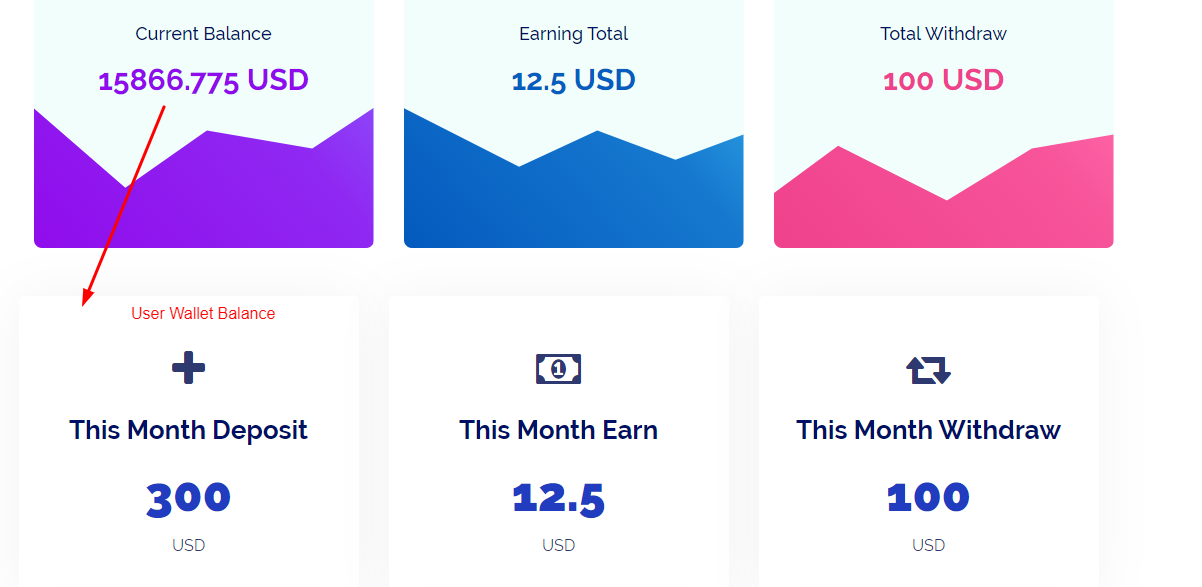 Current Balance
15866.775 USD
Earning Total
12.5 USD
Total Withdraw
100 USD
User Wallet Balance
This Month Deposit
300
USD
1
This Month Earn
12.5
USD
This Month Withdraw
100
USD